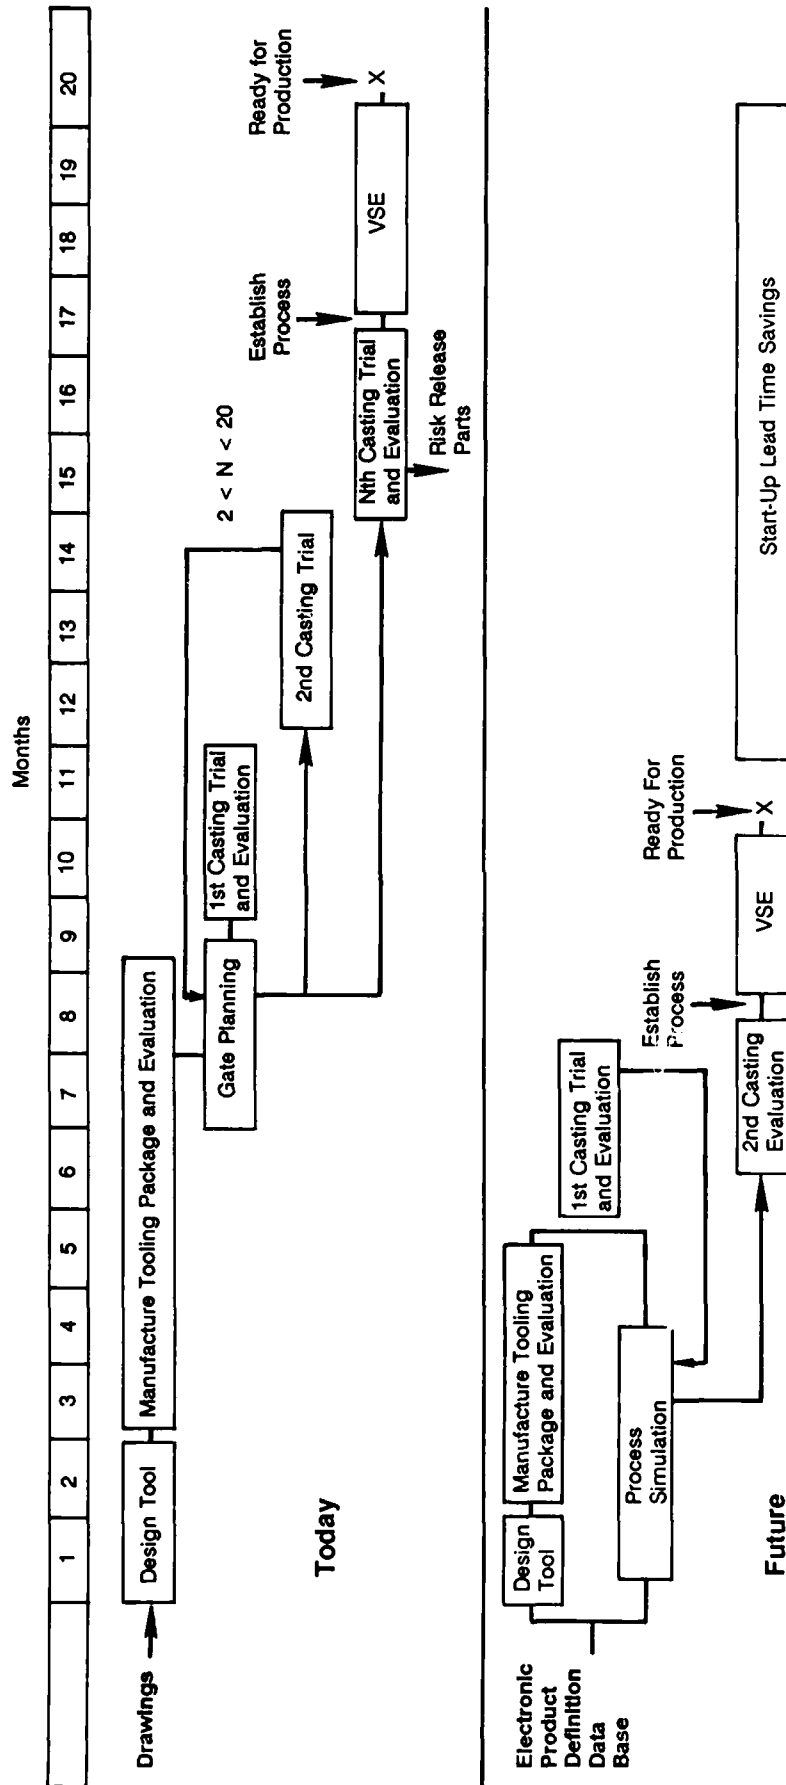 Months
1 2 3 4 5 6 7 8 9 10 11 12 13 14 15 16 17 18 19 20
Drawings
Design Tool
Manufacture Tooling Package and Evaluation
Gate Planning
1st Casting Trial
and Evaluation
2nd Casting Trial
2 < N < 20
Nth Casting Trial
and Evaluation
Risk Release
Parts
Establish
Process
VSE
Ready for
Production
X
Today
Electronic
Product
Definition
Data
Base
Design
Tool
Manufacture Tooling
Package and Evaluation
Process
Simulation
1st Casting Trial
and Evaluation
2nd Casting
Evaluation
Establish
Process
VSE
Ready For
Production
X
Start-Up Lead Time Savings
Future